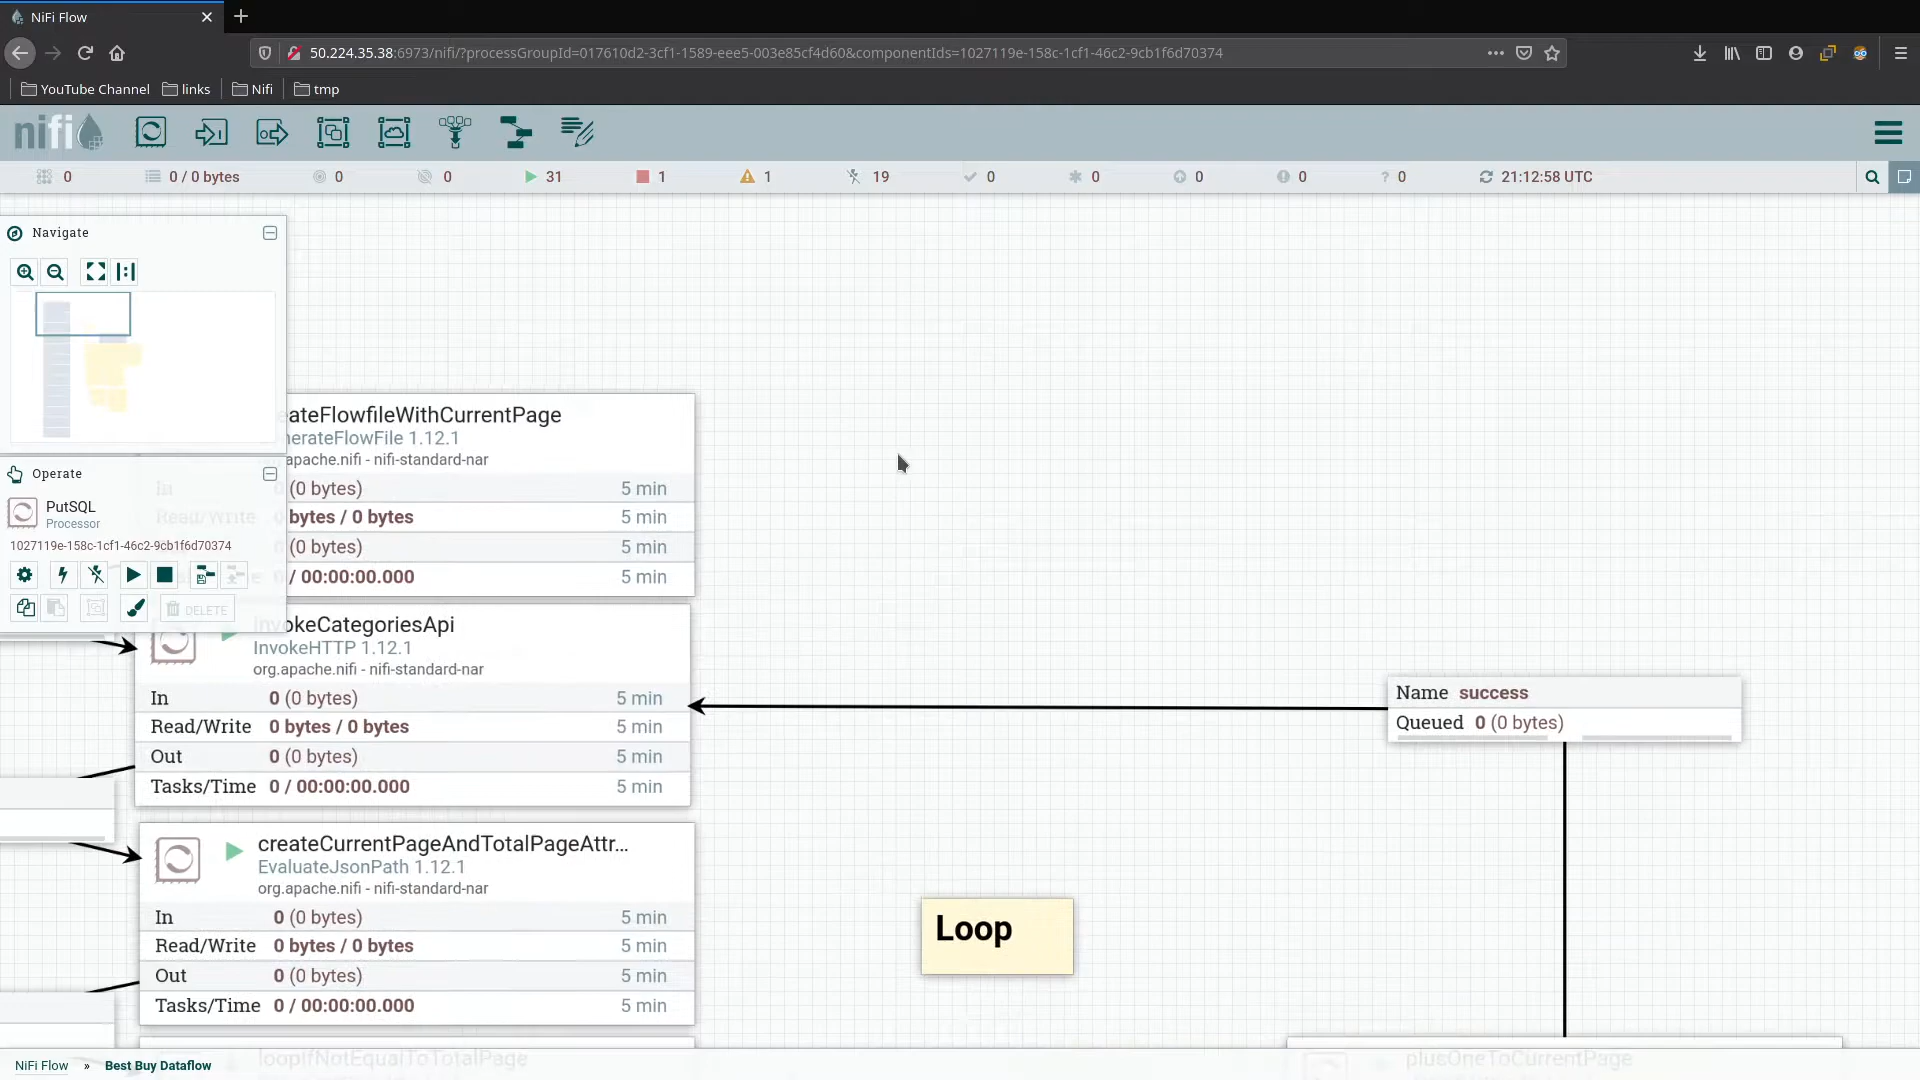 NiFi Flow
50.224.35.38:6973/nifi/?processGroupId=017610d2-3cf1-1589-eee5-003e85cf4d60&componentIds=1027119e-158c-1cf1-46c2-9cb1f6d70374
YouTube Channel links Nifi tmp
nifi
0 0 / 0 bytes 0 0 31 1 1 19 0 0 0 0 ? 0 21:12:58 UTC
Navigate
Operate
PutSQL
Processor
1027119e-158c-1cf1-46c2-9cb1f6d70374
DELETE
eateFlowfileWithCurrentPage
nerateFlowFile 1.12.1
apache.nifi - nifi-standard-nar
In 0 (0 bytes) 5 min
Read/Write 0 bytes / 0 bytes 5 min
0 (0 bytes) 5 min
/ 00:00:00.000 5 min
InvokeCategoriesApi
InvokeHTTP 1.12.1
org.apache.nifi - nifi-standard-nar
In 0 (0 bytes) 5 min
Read/Write 0 bytes / 0 bytes 5 min
Out 0 (0 bytes) 5 min
Tasks/Time 0 / 00:00:00.000 5 min
Name success
Queued 0 (0 bytes)
createCurrentPageAndTotalPageAttr...
EvaluateJsonPath 1.12.1
org.apache.nifi - nifi-standard-nar
In 0 (0 bytes) 5 min
Read/Write 0 bytes / 0 bytes 5 min
Out 0 (0 bytes) 5 min
Tasks/Time 0 / 00:00:00.000 5 min
Loop
loopIfNotEqualToTotalPage
plusOneToCurrentPage
NiFi Flow » Best Buy Dataflow